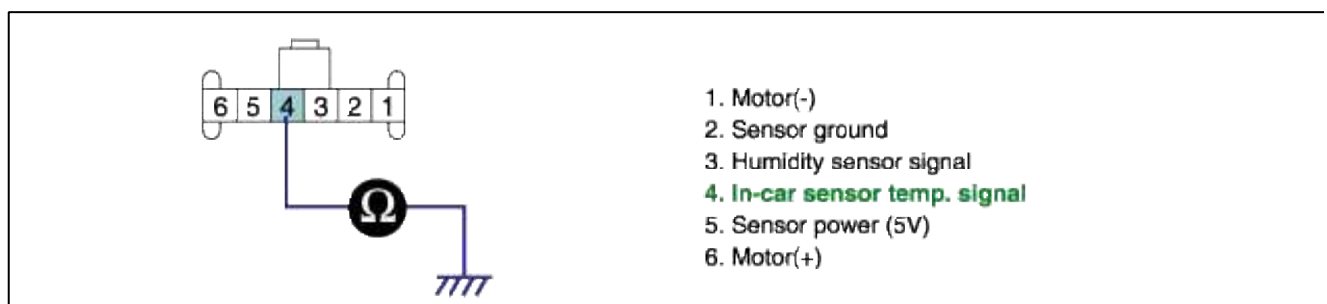 6 5 4 3 2 1
Ω
1. Motor(-)
2. Sensor ground
3. Humidity sensor signal
4. In-car sensor temp. signal
5. Sensor power (5V)
6. Motor(+)